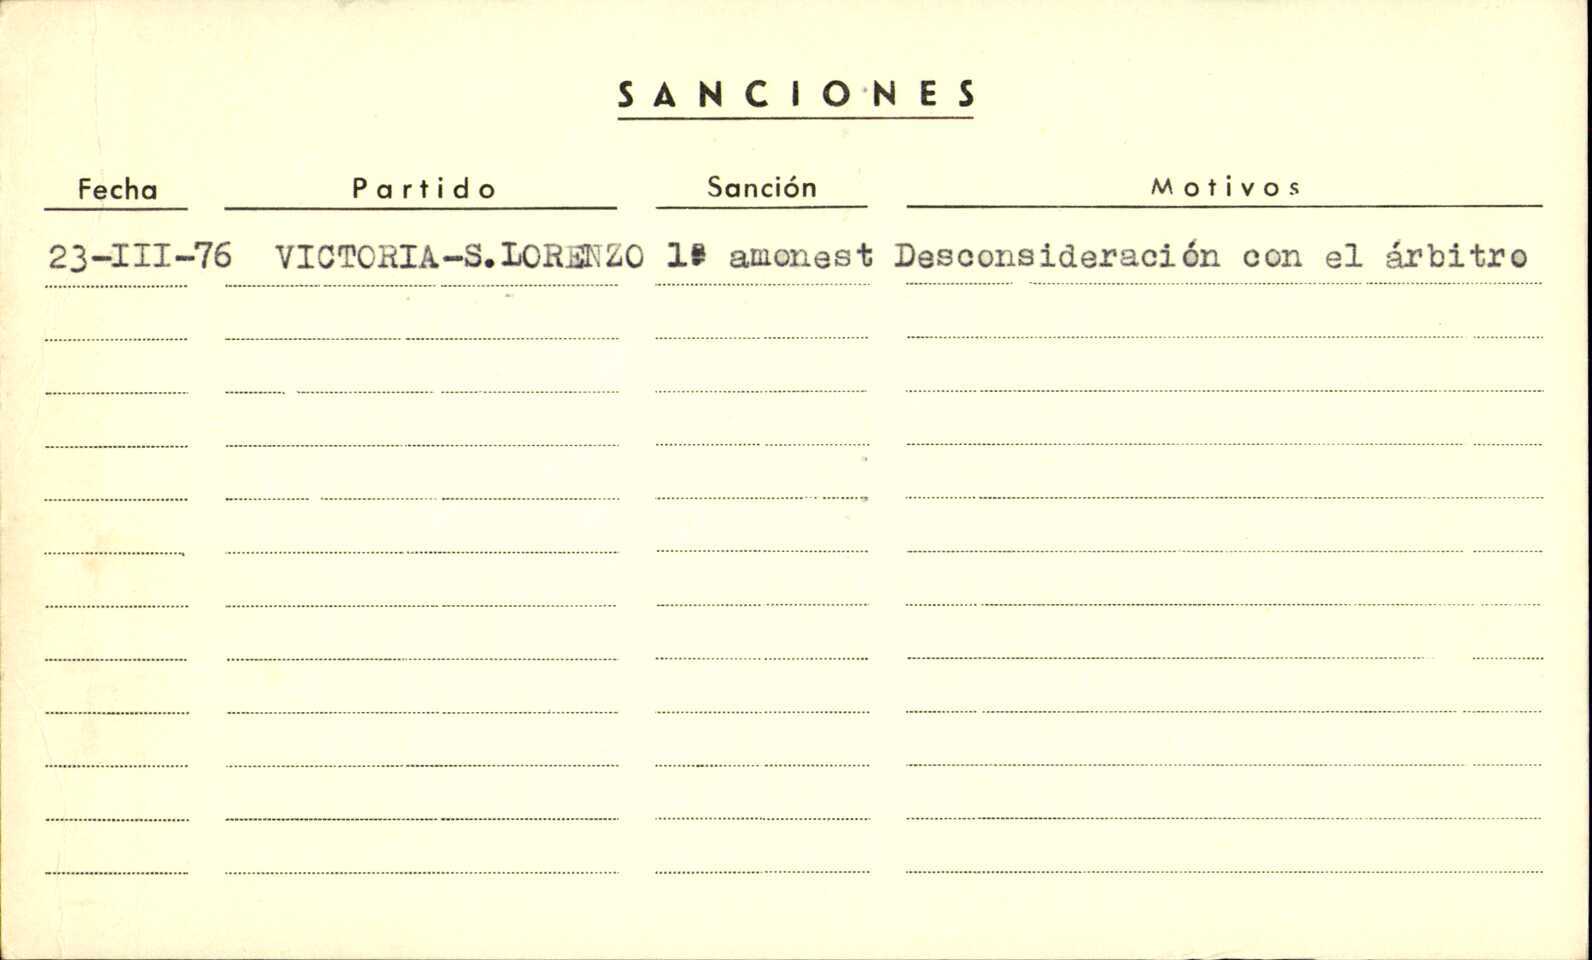 SANCIONES
Fecha Partido Sanción Motivos
23-III-76 VICTORIA-S.LORENZO 1ª amonest Desconsideración con el árbitro